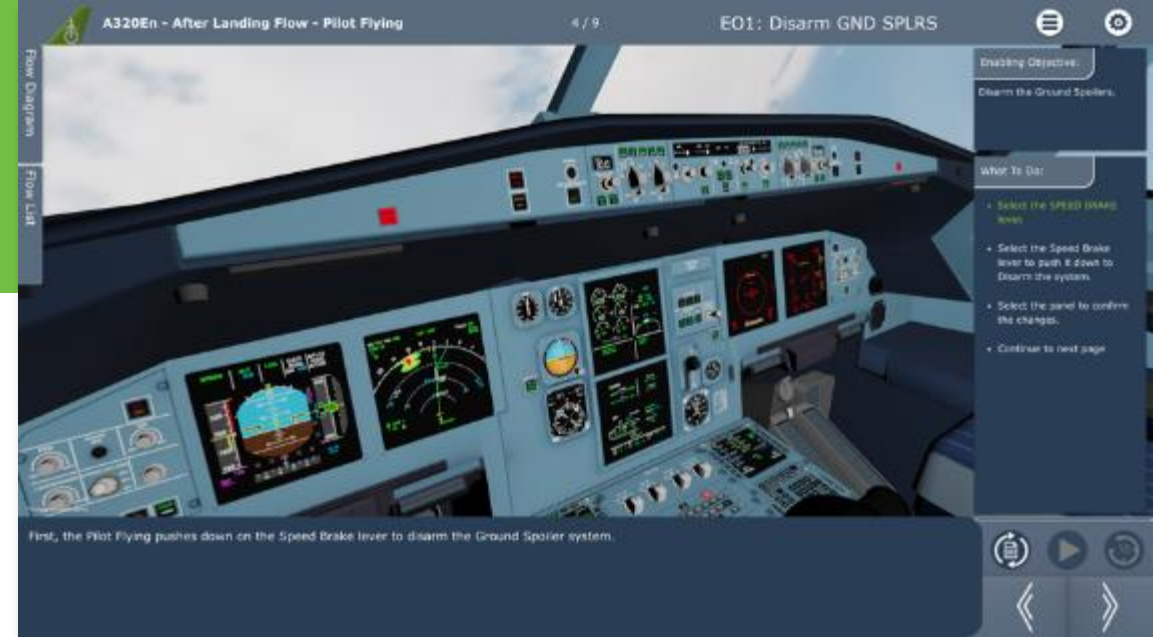 A320En - After Landing Flow - Pilot Flying
4 / 9
EO1: Disarm GND SPLRS
Flow Diagram
Flow List
Enabling Objective:
Disarm the Ground Spoilers.
What To Do:
• Select the SPEED BRAKE
lever.
• Select the Speed Brake
lever to push it down to
Disarm the system.
• Select the panel to confirm
the changes.
• Continue to next page
First, the Pilot Flying pushes down on the Speed Brake lever to disarm the Ground Spoiler system.